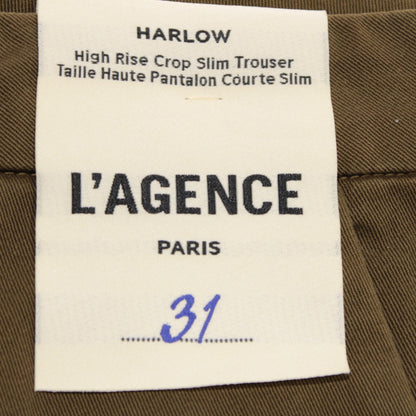 HARLOW
High Rise Crop Slim Trouser
Taille Haute Pantalon Courte Slim
L'AGENCE
PARIS
31